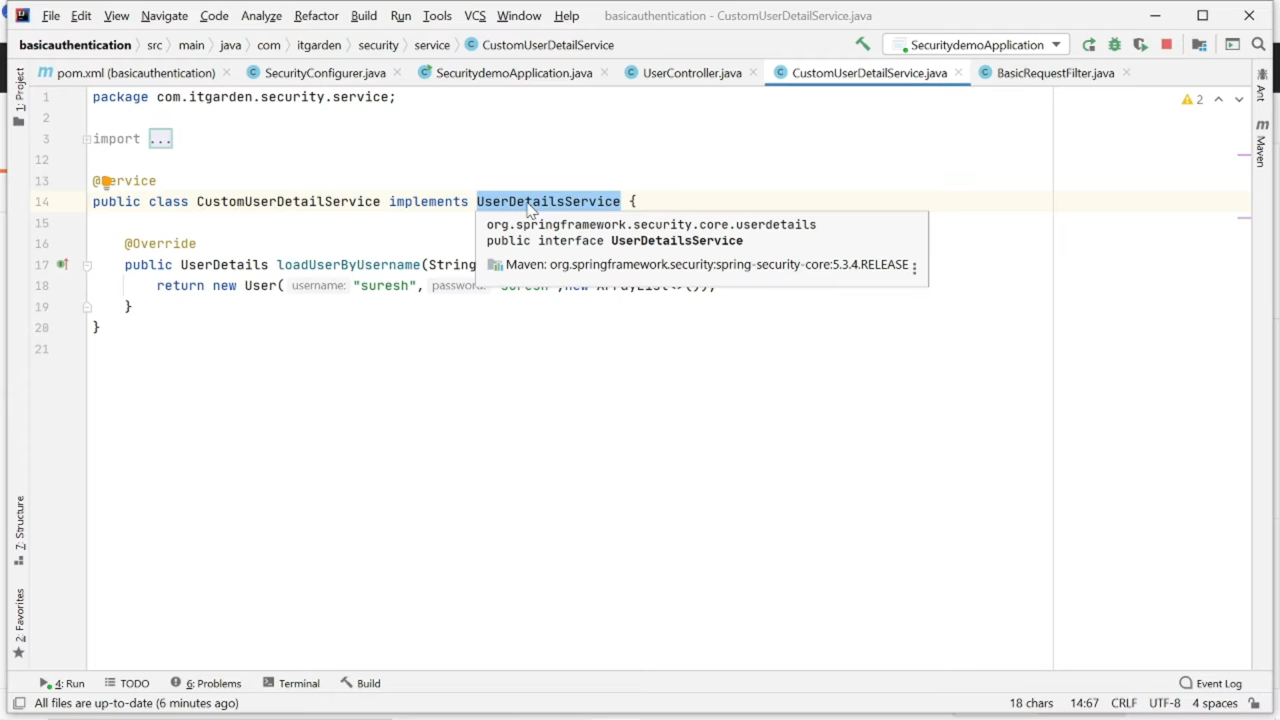 File Edit View Navigate Code Analyze Refactor Build Run Tools VCS Window Help basicauthentication - CustomUserDetailService.java
basicauthentication src main java com itgarden security service CustomUserDetailService SecuritydemoApplication
pom.xml (basicauthentication) SecurityConfigurer.java SecuritydemoApplication.java UserController.java CustomUserDetailService.java BasicRequestFilter.java
1 package com.itgarden.security.service; 2
2
3 import ...
12
13 @Service
14 public class CustomUserDetailService implements UserDetailsService {
15
org.springframework.security.core.userdetails
16 @Override
public interface UserDetailsService
17 public UserDetails loadUserByUsername(String
Maven: org.springframework.security:spring-security-core:5.3.4.RELEASE
18 return new User( username: "suresh", password: "suresh",new ArrayList<>());
19 }
20 }
21
1: Project
7: Structure
2: Favorites
Ant
Maven
4: Run TODO 6: Problems Terminal Build Event Log
All files are up-to-date (6 minutes ago) 18 chars 14:67 CRLF UTF-8 4 spaces